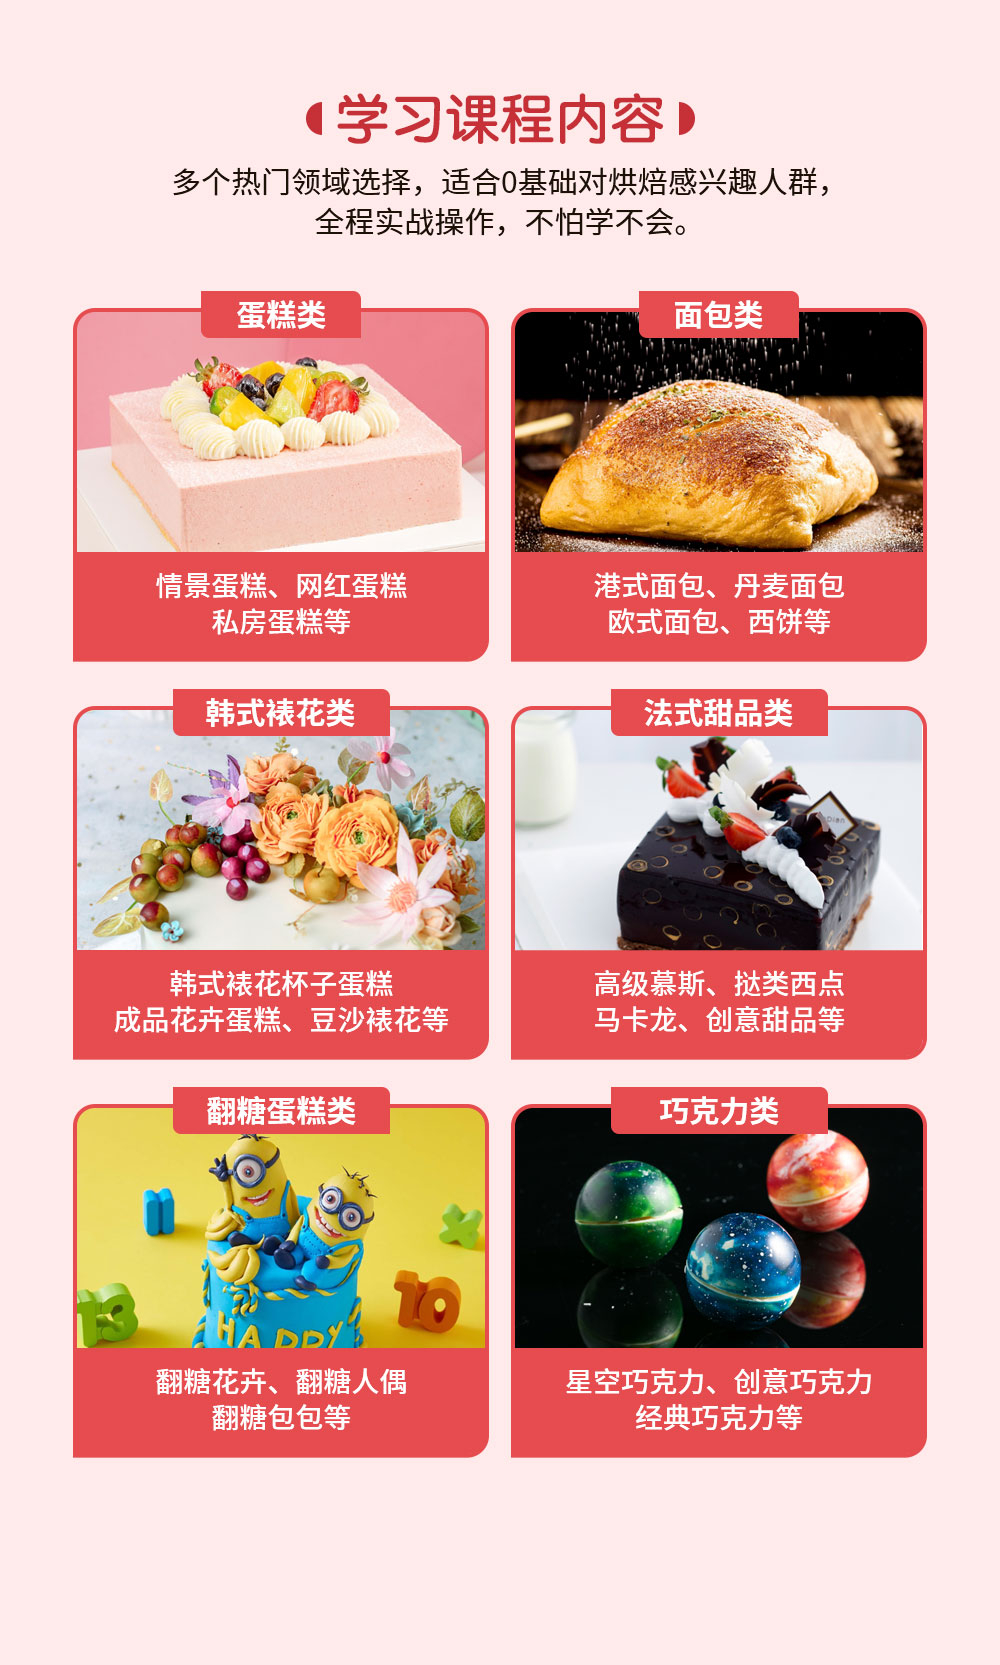 学习课程内容
多个热门领域选择，适合0基础对烘焙感兴趣人群，
全程实战操作，不怕学不会。
蛋糕类
情景蛋糕、网红蛋糕
私房蛋糕等
面包类
港式面包、丹麦面包
欧式面包、西饼等
韩式裱花类
韩式裱花杯子蛋糕
成品花卉蛋糕、豆沙裱花等
法式甜品类
Dien
高级慕斯、挞类西点
马卡龙、创意甜品等
翻糖蛋糕类
13
10
HAPPY
翻糖花卉、翻糖人偶
翻糖包包等
巧克力类
星空巧克力、创意巧克力
经典巧克力等